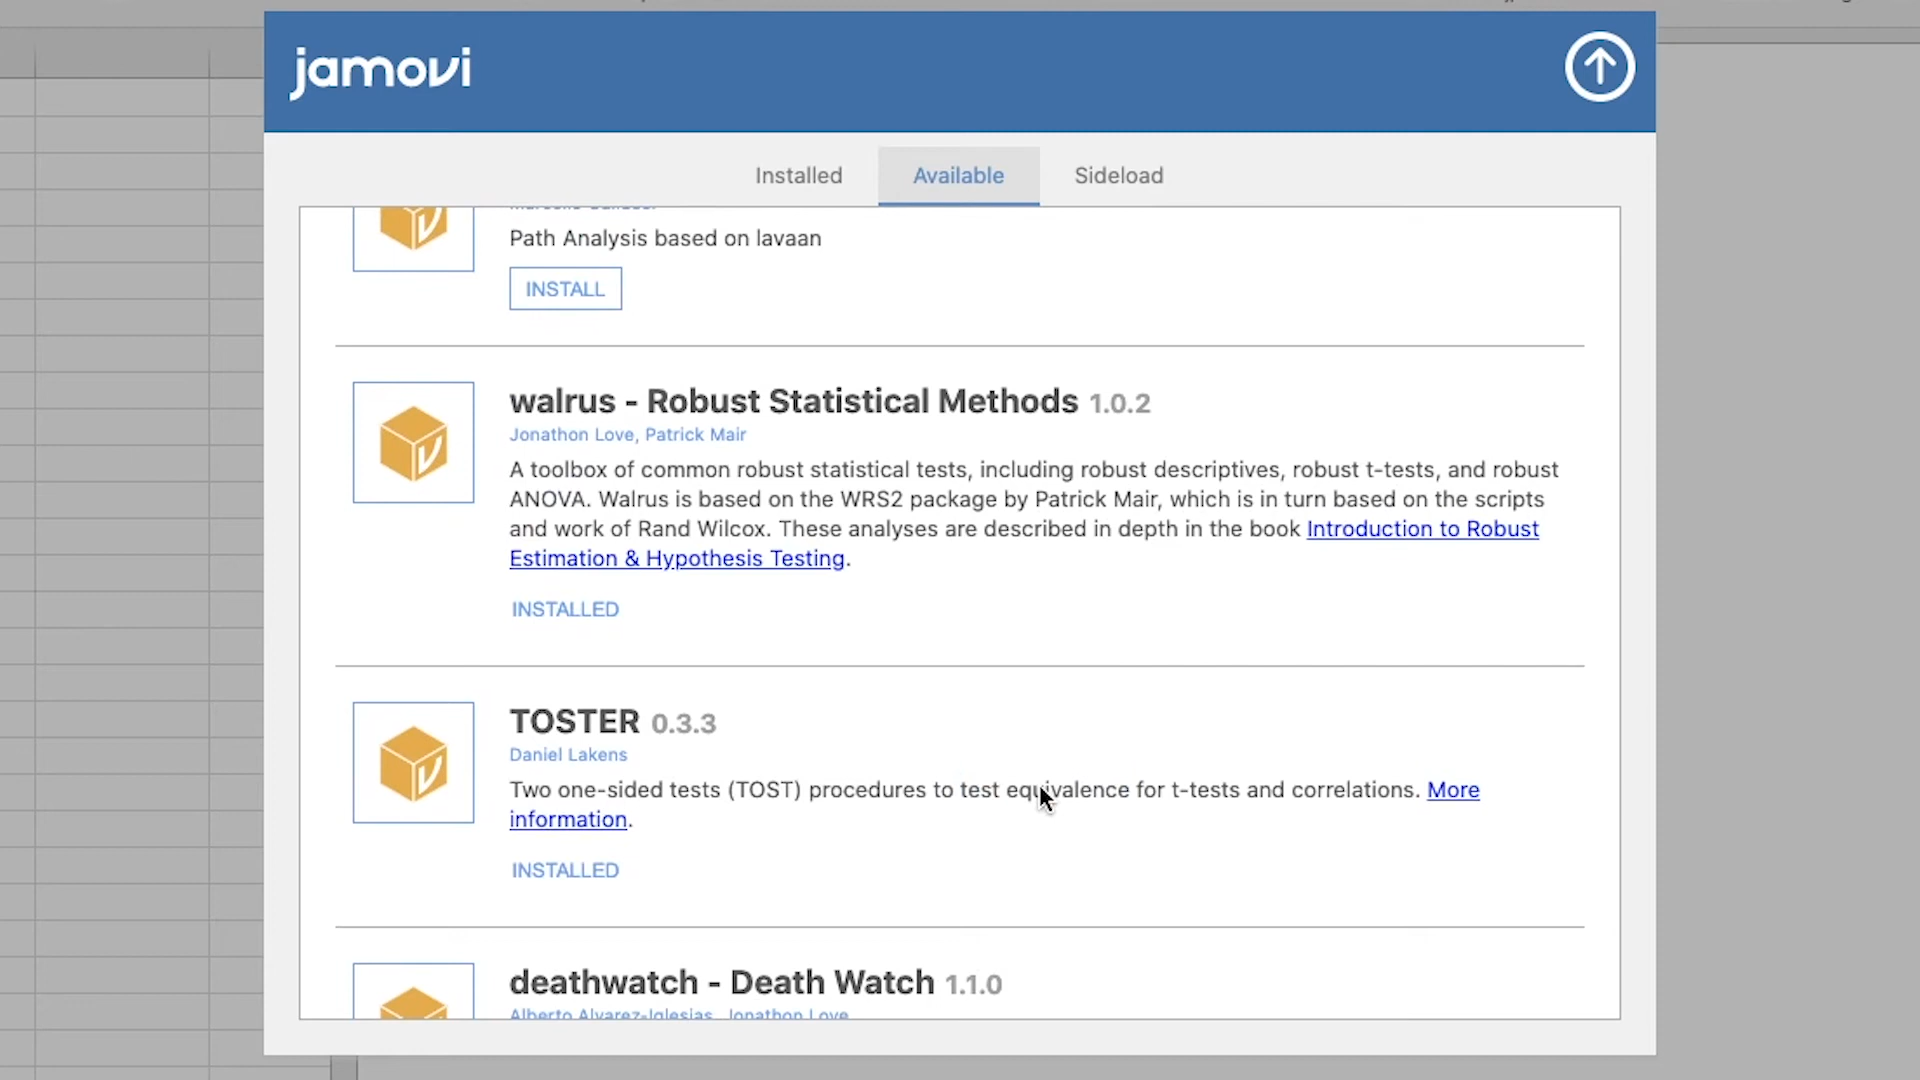 jamovi
Installed
Available
Sideload
Path Analysis based on lavaan
INSTALL
walrus - Robust Statistical Methods 1.0.2
Jonathon Love, Patrick Mair
A toolbox of common robust statistical tests, including robust descriptives, robust t-tests, and robust
ANOVA. Walrus is based on the WRS2 package by Patrick Mair, which is in turn based on the scripts
and work of Rand Wilcox. These analyses are described in depth in the book Introduction to Robust
Estimation & Hypothesis Testing.
INSTALLED
TOSTER 0.3.3
Daniel Lakens
Two one-sided tests (TOST) procedures to test equivalence for t-tests and correlations. More
information.
INSTALLED
deathwatch - Death Watch 1.1.0
Alberto Alvarez-Iglesias, Jonathon Love